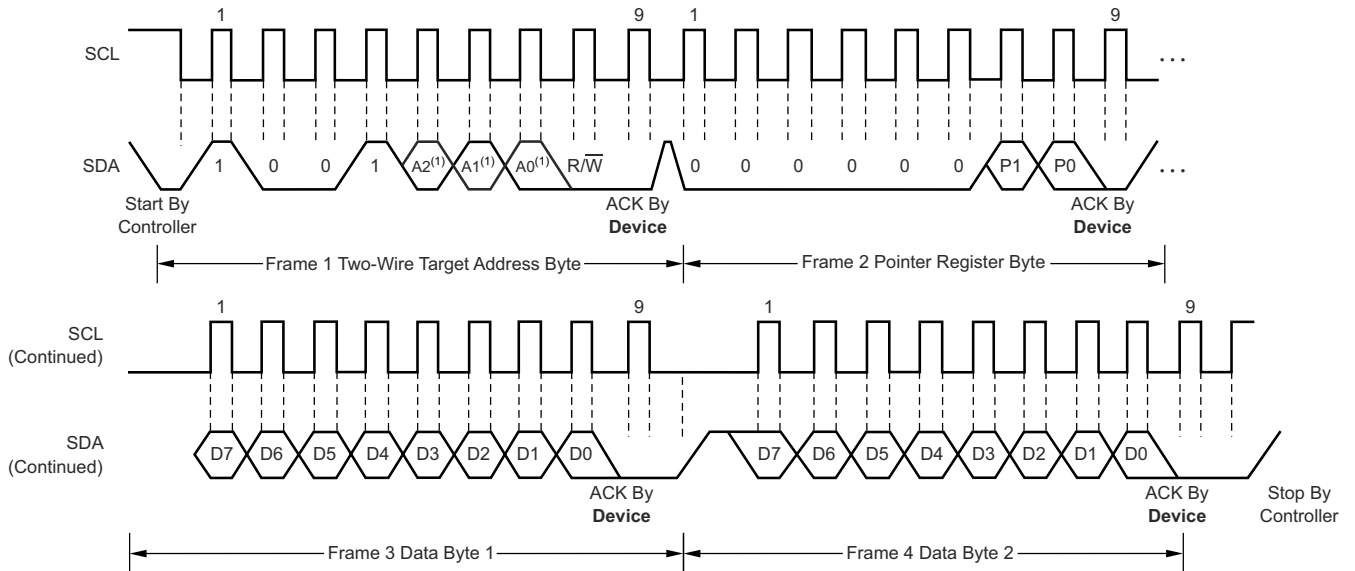 1 9 1 9
SCL
...
SDA
1 0 0 1 A2(1) A1(1) A0(1) R/W 0 0 0 0 0 0 P1 P0
...
Start By
Controller
ACK By
Device
ACK By
Device
Frame 1 Two-Wire Target Address Byte
Frame 2 Pointer Register Byte
1 9 1 9
SCL
(Continued)
SDA
(Continued)
D7 D6 D5 D4 D3 D2 D1 D0 D7 D6 D5 D4 D3 D2 D1 D0
ACK By
Device
ACK By
Device
Stop By
Controller
Frame 3 Data Byte 1
Frame 4 Data Byte 2